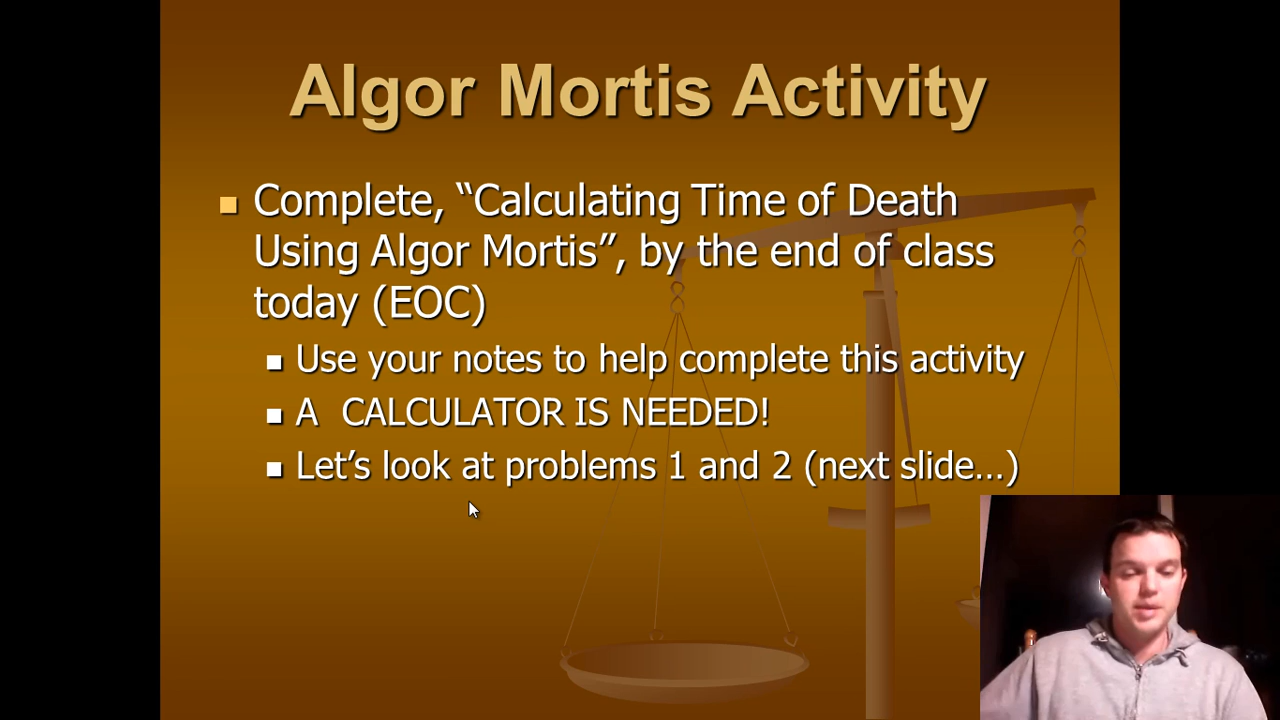 Algor Mortis Activity
Complete, “Calculating Time of Death
Using Algor Mortis”, by the end of class
today (EOC)
Use your notes to help complete this activity
A  CALCULATOR IS NEEDED!
Let’s look at problems 1 and 2 (next slide…)